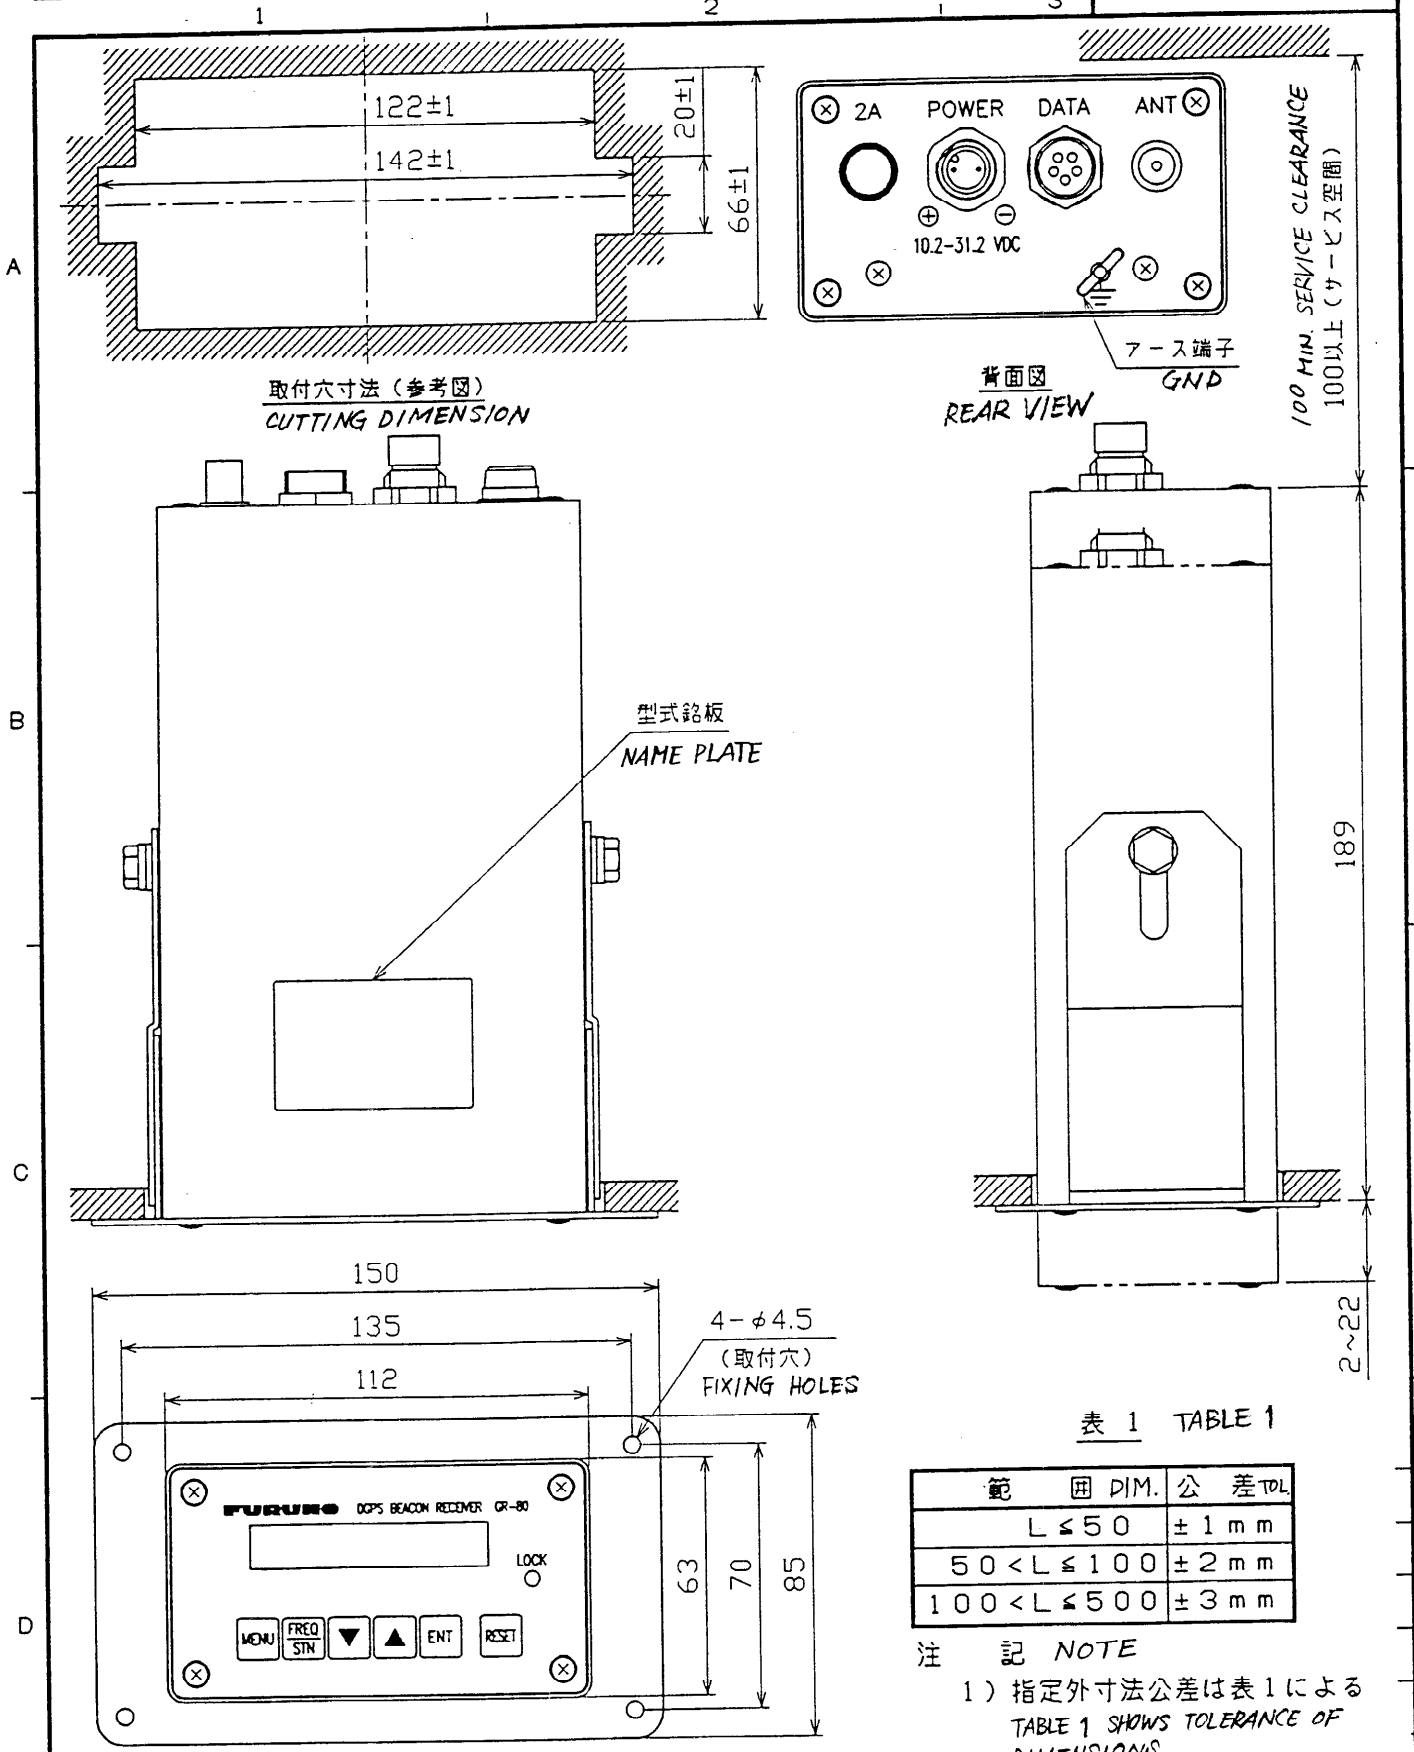 1
2
3
A
B
C
D
122±1
142±1
20±1
66±1
取付穴寸法（参考図）
CUTTING DIMENSION
2A
POWER
DATA
ANT
⊕
⊖
10.2-31.2 VDC
アース端子
GND
背面図
REAR VIEW
100 MIN. SERVICE CLEARANCE
100以上（サービス空間）
型式銘板
NAME PLATE
189
2~22
150
135
112
4-φ4.5
（取付穴）
FIXING HOLES
63
70
85
FURUNO DGPS BEACON RECEIVER GR-80
LOCK
MENU
FREQ
STN
▼
▲
ENT
RESET
表 1 TABLE 1
範 囲 DIM. 公 差 TOL.
L≦50 ±1mm
50<L≦100 ±2mm
100<L≦500 ±3mm
注 記 NOTE
1）指定外寸法公差は表1による
TABLE 1 SHOWS TOLERANCE OF